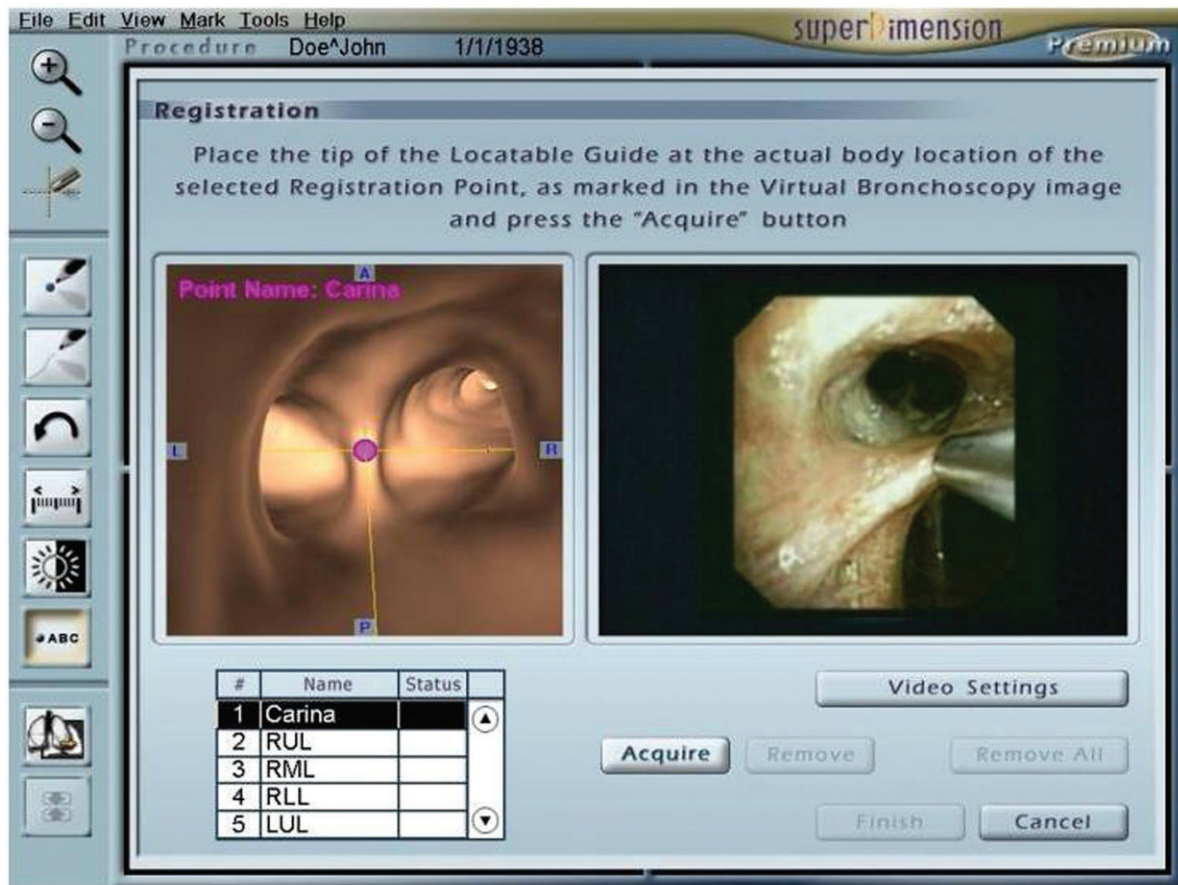 File Edit View Mark Tools Help
superDimension
Procedure Doe^John 1/1/1938
Premium
Registration
Place the tip of the Locatable Guide at the actual body location of the
selected Registration Point, as marked in the Virtual Bronchoscopy image
and press the "Acquire" button
A
Point Name: Carina
L
R
P
ABC
# Name Status
1 Carina
2 RUL
3 RML
4 RLL
5 LUL
Video Settings
Acquire Remove Remove All
Finish Cancel